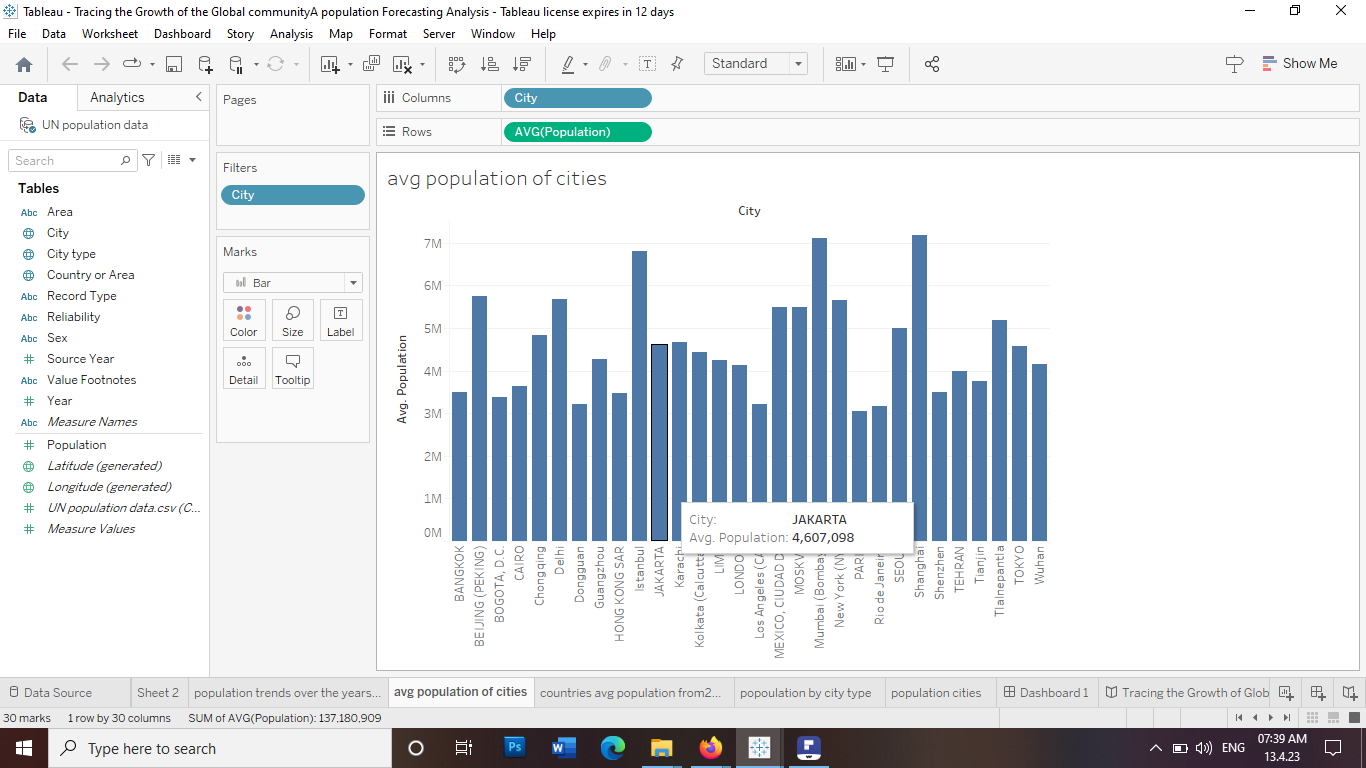 Tableau - Tracing the Growth of the Global communityA population Forecasting Analysis - Tableau license expires in 12 days
File Data Worksheet Dashboard Story Analysis Map Format Server Window Help
Standard
Show Me
Data Analytics
UN population data
Search
Tables
Abc Area
City
City type
Country or Area
Abc Record Type
Abc Reliability
Abc Sex
Source Year
Abc Value Footnotes
Year
Abc Measure Names
Population
Latitude (generated)
Longitude (generated)
UN population data.csv (C...
Measure Values
Pages
Filters
City
Marks
Bar
Color Size Label
Detail Tooltip
Columns City
Rows AVG(Population)
avg population of cities
City
Avg. Population
7M
6M
5M
4M
3M
2M
1M
0M
City: JAKARTA
Avg. Population: 4,607,098
BANGKOK
BEIJING (PEKING)
BOGOTA, D.C.
CAIRO
Chongqing
Delhi
Dongguan
Guangzhou
HONG KONG SAR
Istanbul
JAKARTA
Karachi
Kolkata (Calcutta
LIM
LONDO
Los Angeles (CA
MEXICO, CIUDAD D
MOSKV
Mumbai (Bombay
New York (NY
PARI
Rio de Janeir
SEOU
Shanghai
Shenzhen
TEHRAN
Tianjin
Tlalnepantla
TOKYO
Wuhan
Data Source Sheet 2 population trends over the years... avg population of cities countries avg population from2... popoulation by city type population cities Dashboard 1 Tracing the Growth of Glob
30 marks 1 row by 30 columns SUM of AVG(Population): 137,180,909
Type here to search
Ps
W
ENG
07:39 AM
13.4.23